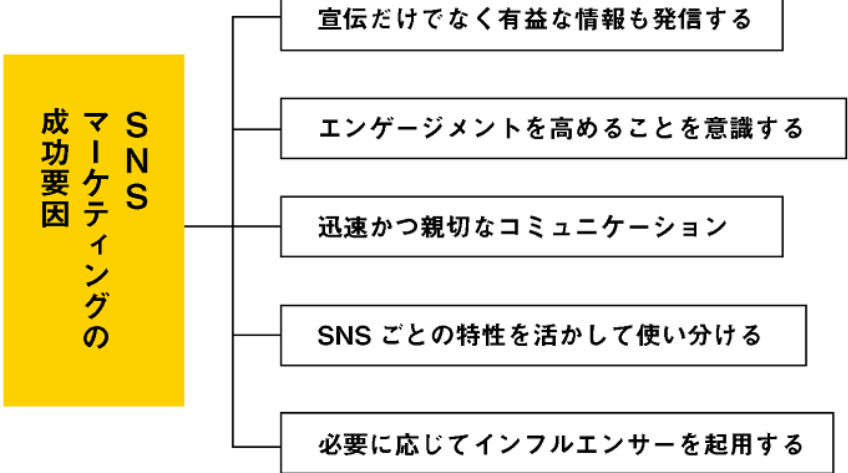 SNS
マーケティングの
成功要因
宣伝だけでなく有益な情報も発信する
エンゲージメントを高めることを意識する
迅速かつ親切なコミュニケーション
SNS ごとの特性を活かして使い分ける
必要に応じてインフルエンサーを起用する